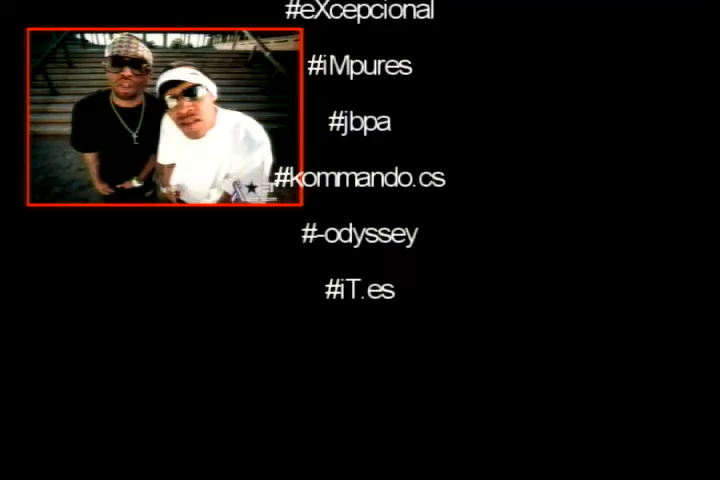 #eXcepcional
#iMpures
#jbpa
#kommando.cs
#-odyssey
#iT.es